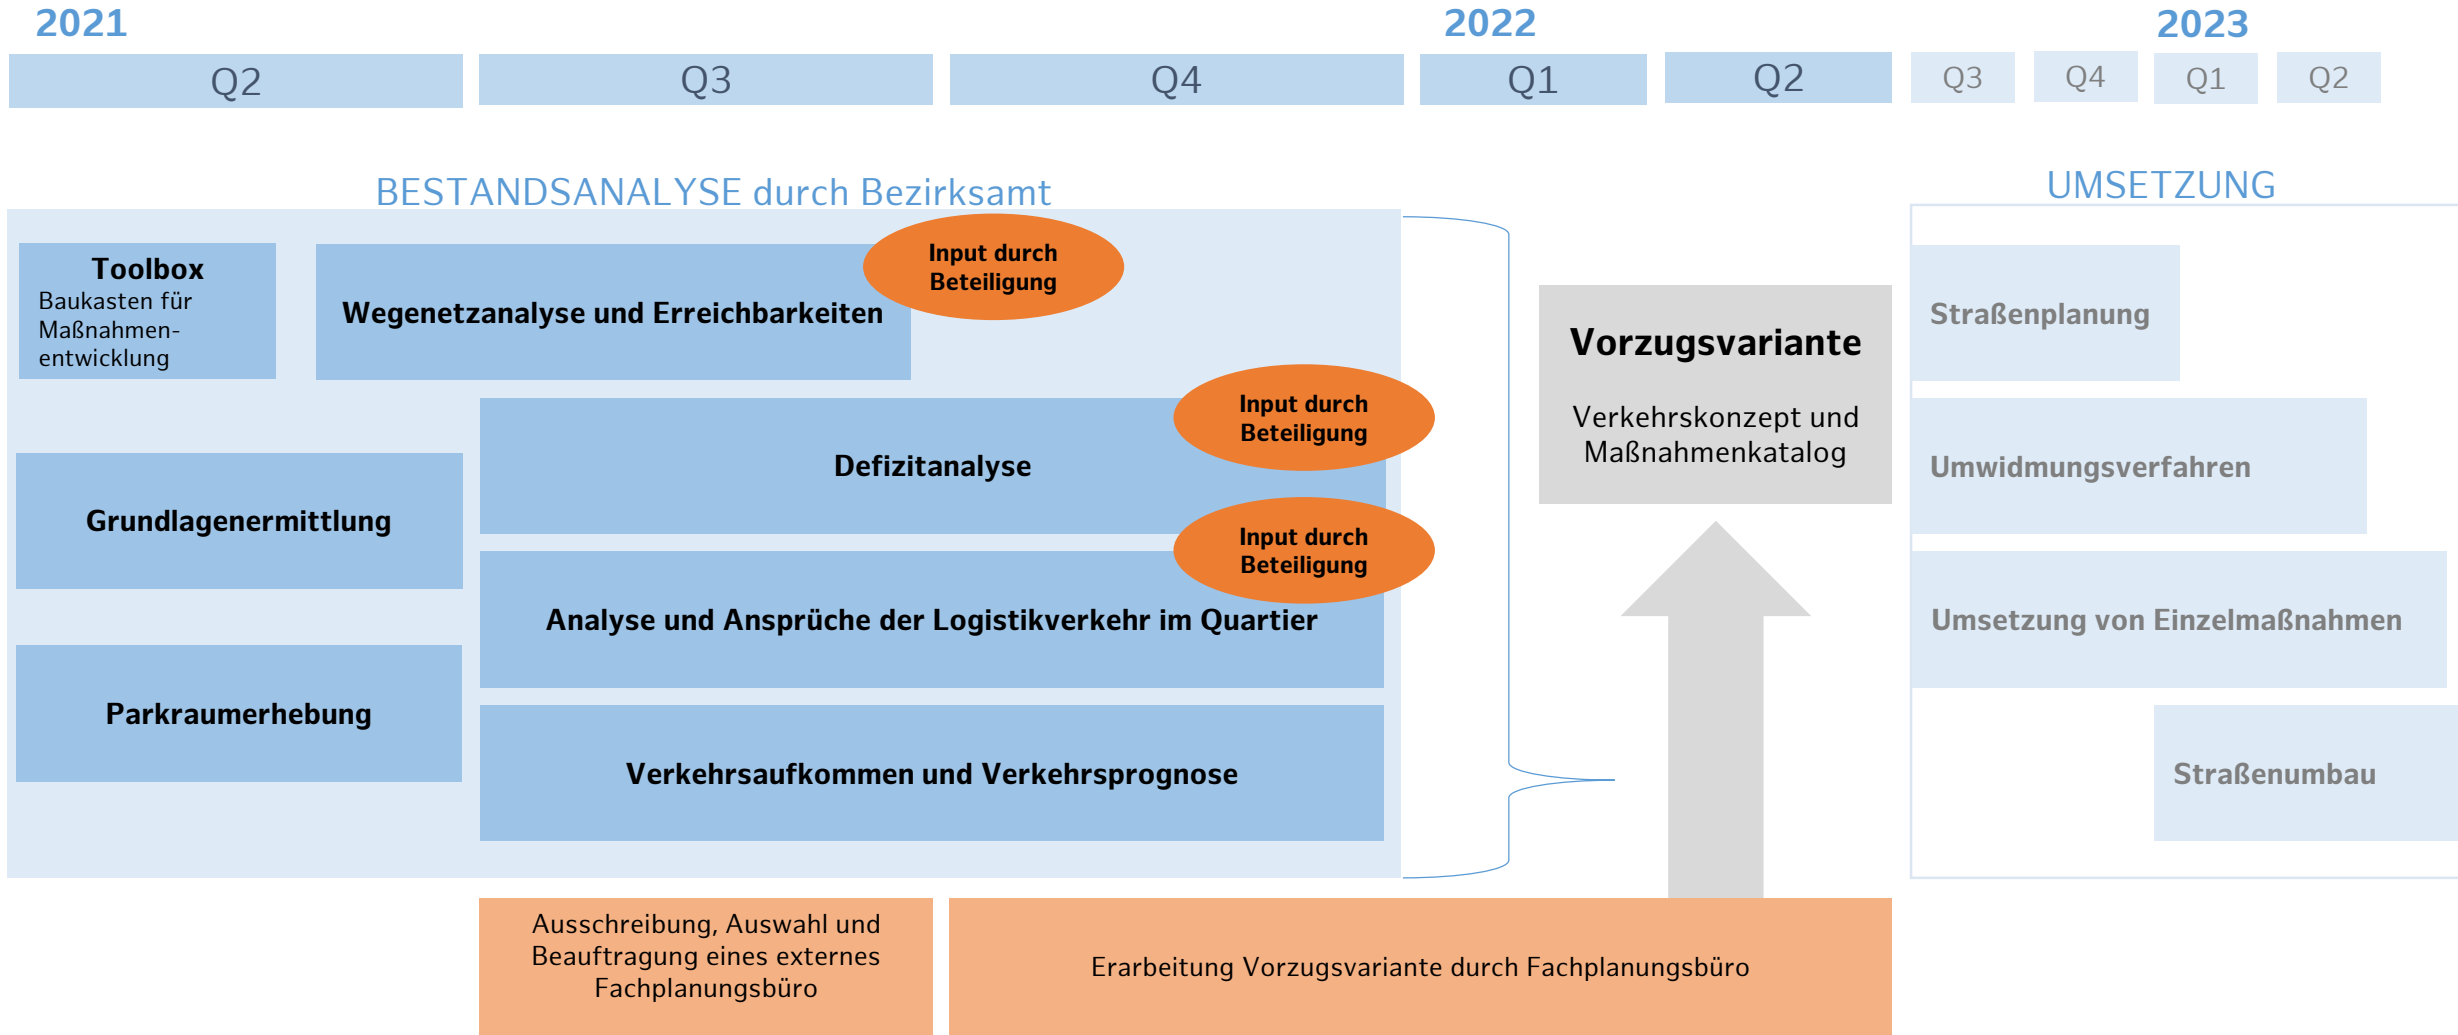 2021
2022
2023
Q2
Q3
Q4
Q1
Q2
Q3
Q4
Q1
Q2
BESTANDSANALYSE durch Bezirksamt
UMSETZUNG
Toolbox
Baukasten für
Maßnahmen-
entwicklung
Wegenetzanalyse und Erreichbarkeiten
Input durch
Beteiligung
Grundlagenermittlung
Parkraumerhebung
Defizitanalyse
Input durch
Beteiligung
Analyse und Ansprüche der Logistikverkehr im Quartier
Input durch
Beteiligung
Verkehrsaufkommen und Verkehrsprognose
Vorzugsvariante
Verkehrskonzept und
Maßnahmenkatalog
Straßenplanung
Umwidmungsverfahren
Umsetzung von Einzelmaßnahmen
Straßenumbau
Ausschreibung, Auswahl und
Beauftragung eines externes
Fachplanungsbüro
Erarbeitung Vorzugsvariante durch Fachplanungsbüro